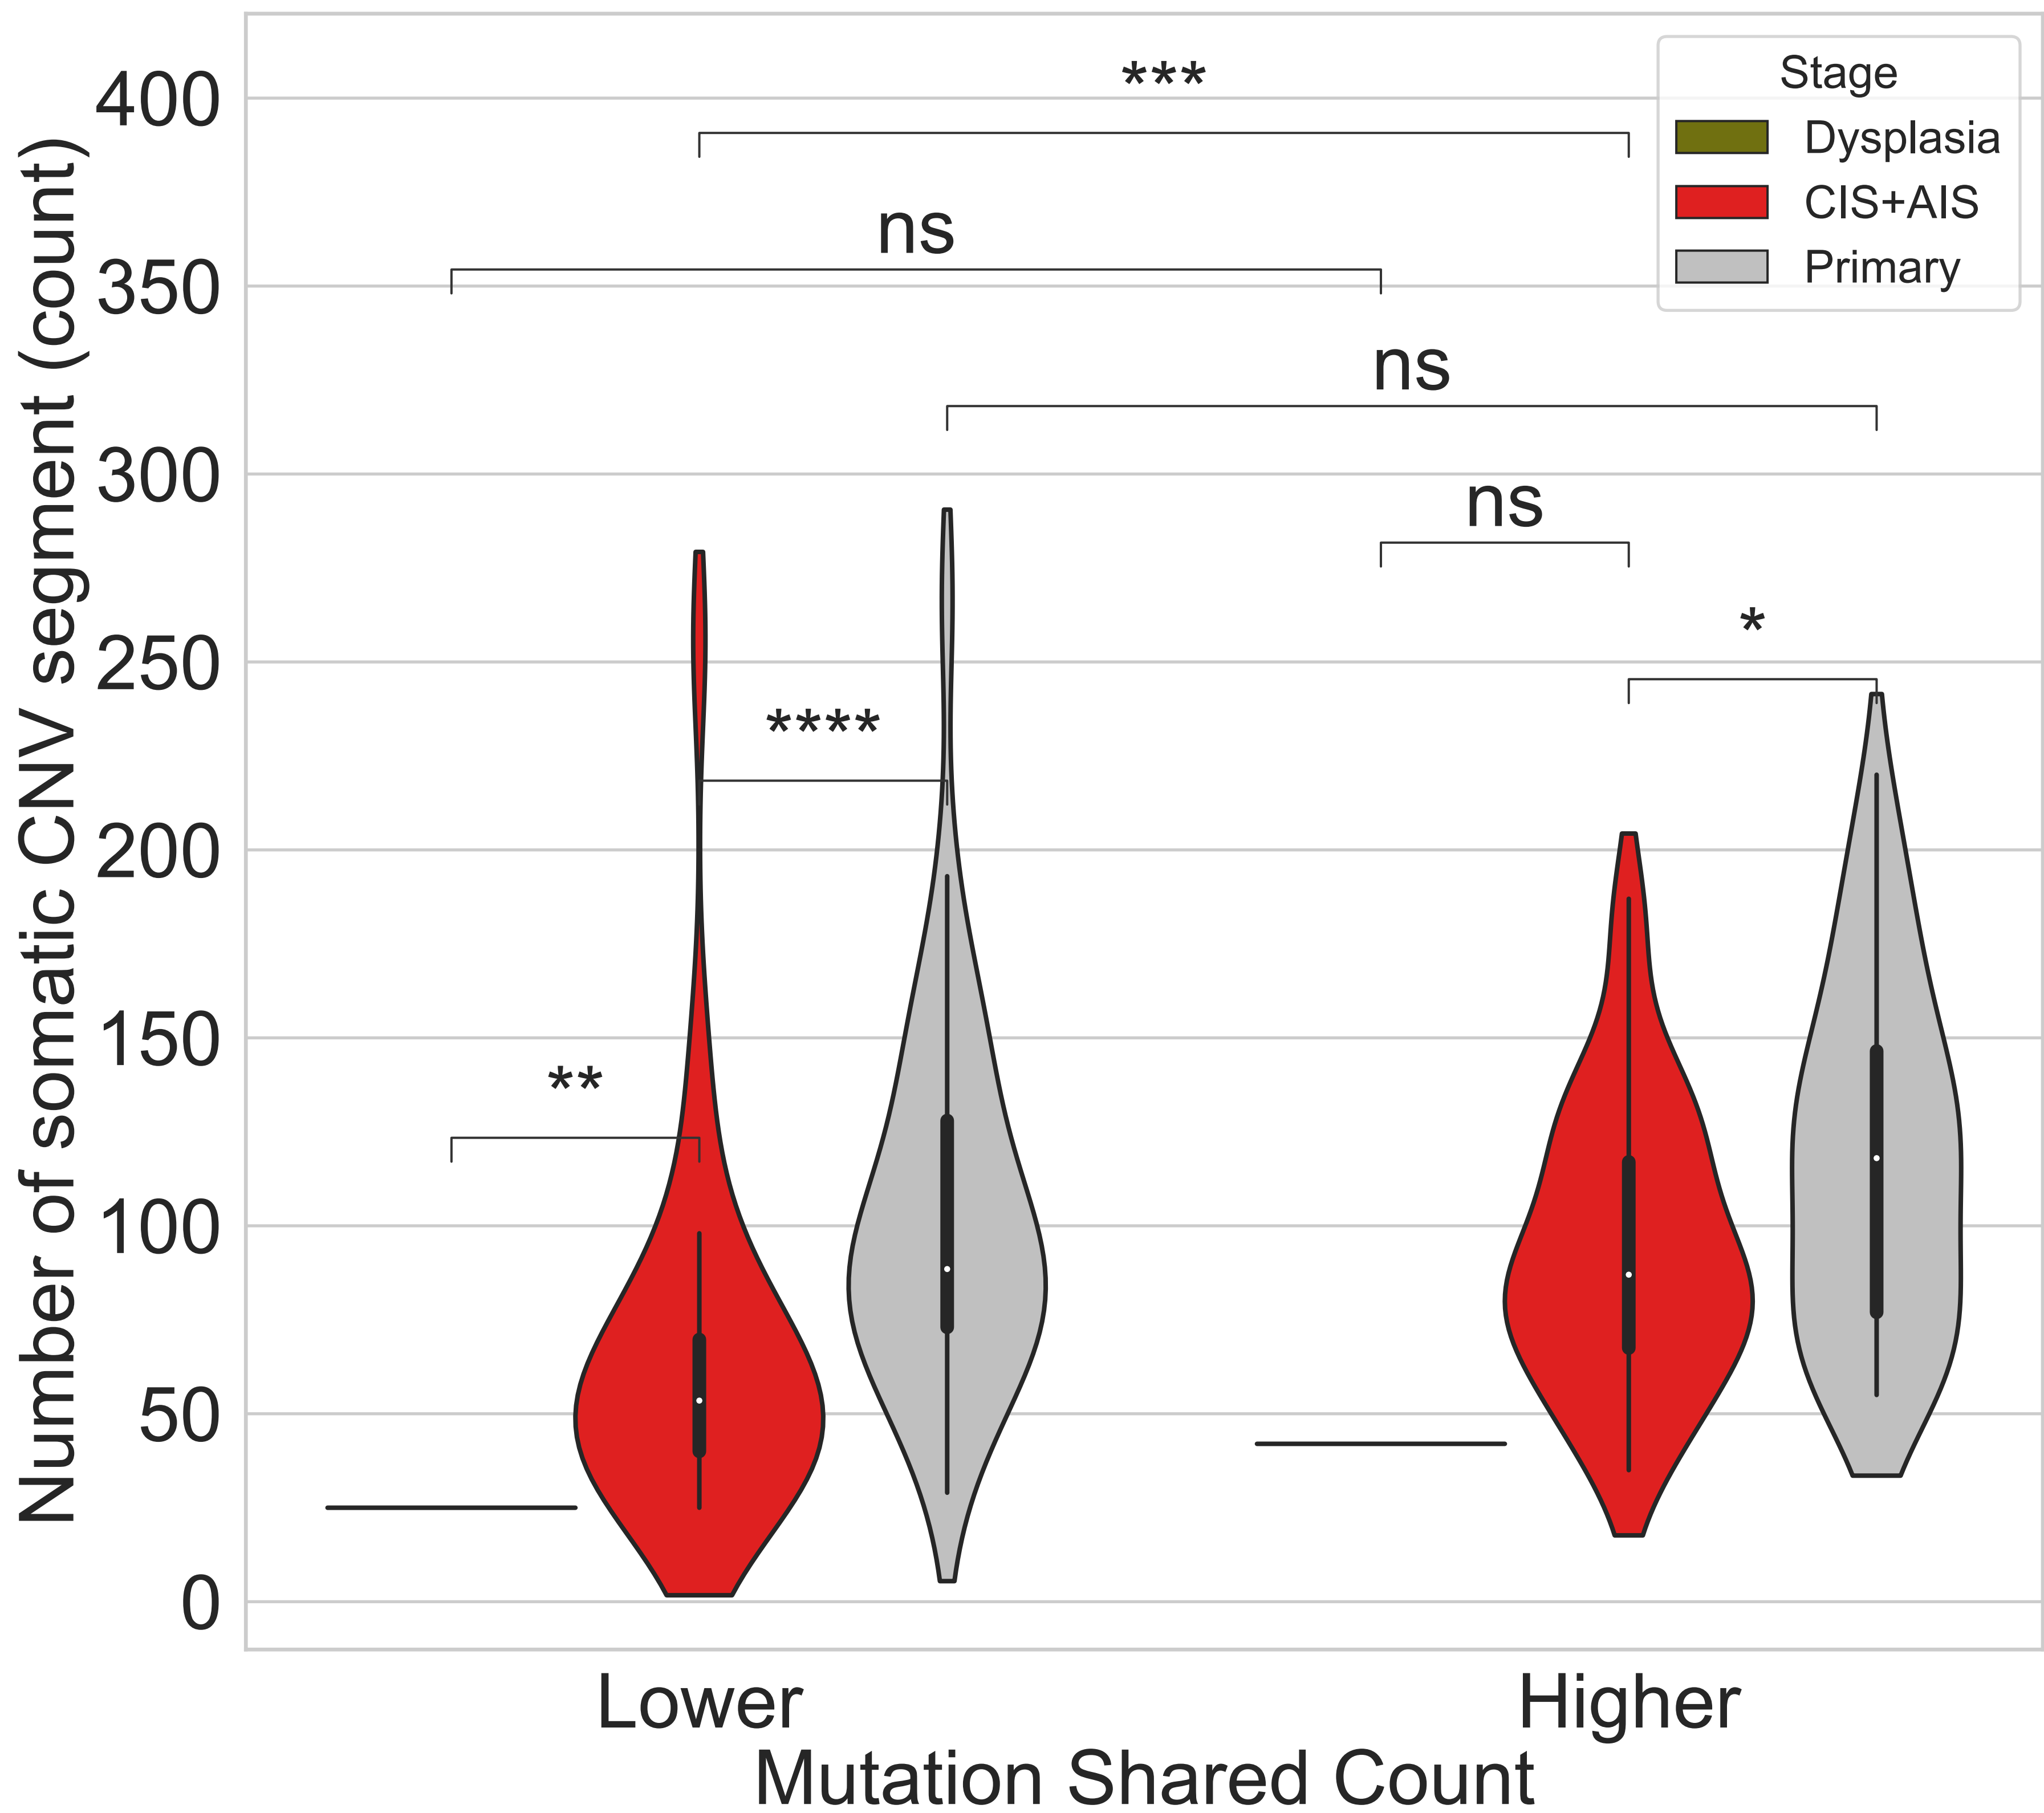 Number of somatic CNV segment (count)
400
350
300
250
200
150
100
50
0
***
ns
ns
ns
*
****
**
Stage
Dysplasia
CIS+AIS
Primary
Lower
Higher
Mutation Shared Count